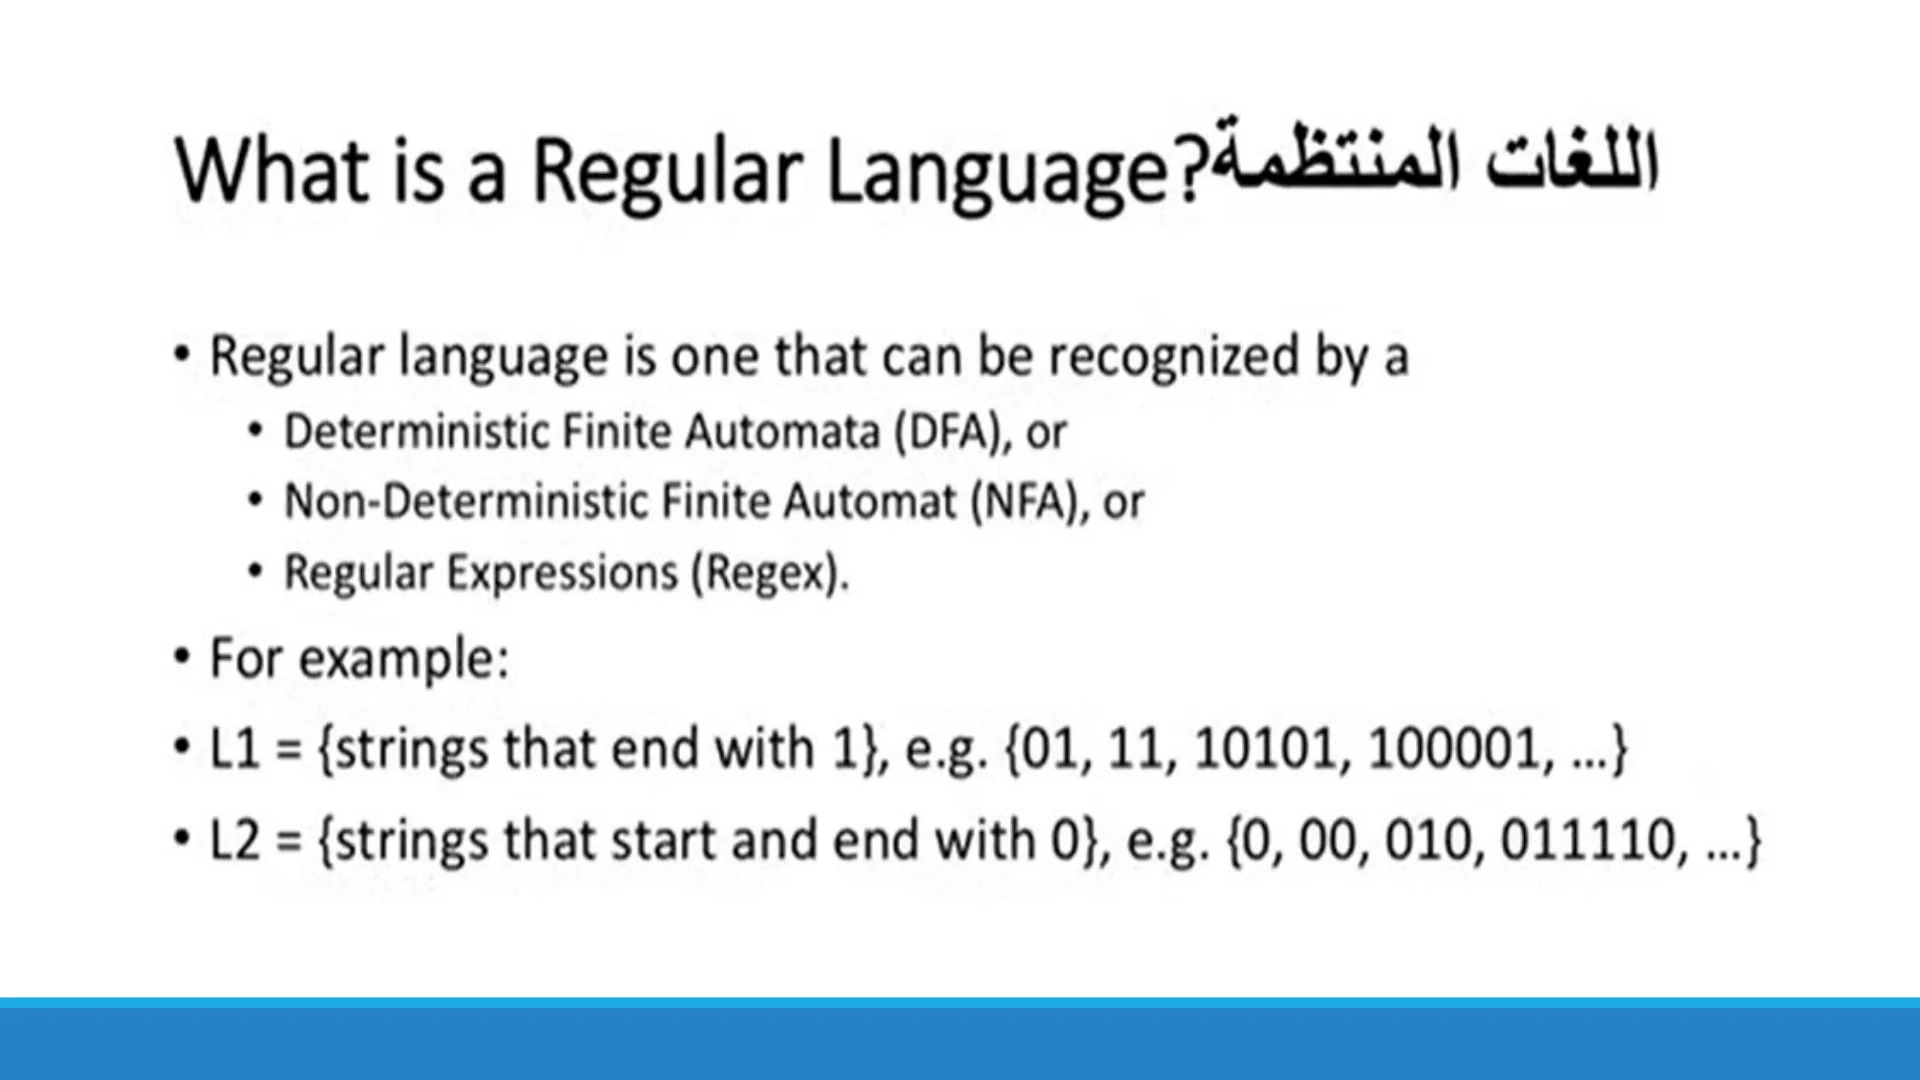 What is a Regular Language?اللغات المنتظمة
• Regular language is one that can be recognized by a
• Deterministic Finite Automata (DFA), or
• Non-Deterministic Finite Automat (NFA), or
• Regular Expressions (Regex).
• For example:
• L1 = {strings that end with 1}, e.g. {01, 11, 10101, 100001, ...}
• L2 = {strings that start and end with 0}, e.g. {0, 00, 010, 011110, ...}